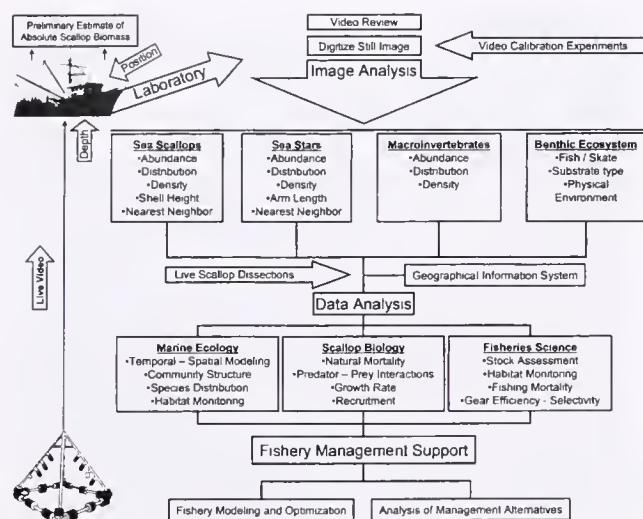 Preliminary Estimate of
Absolute Scallop Biomass
Position
Laboratory
Depth
Live Video
Video Review
Digitize Still Image
Video Calibration Experiments
Image Analysis
Sea Scallops
•Abundance
•Distribution
•Density
•Shell Height
•Nearest Neighbor
Sea Stars
•Abundance
•Distribution
•Density
•Arm Length
•Nearest Neighbor
Macroinvertebrates
•Abundance
•Distribution
•Density
Benthic Ecosystem
•Fish / Skate
•Substrate type
•Physical
Environment
Live Scallop Dissections
Geographical Information System
Data Analysis
Marine Ecology
•Temporal – Spatial Modeling
•Community Structure
•Species Distribution
•Habitat Monitoring
Scallop Biology
•Natural Mortality
•Predator – Prey Interactions
•Growth Rate
•Recruitment
Fisheries Science
•Stock Assessment
•Habitat Monitoring
•Fishing Mortality
•Gear Efficiency - Selectivity
Fishery Management Support
Fishery Modeling and Optimization
Analysis of Management Alternatives